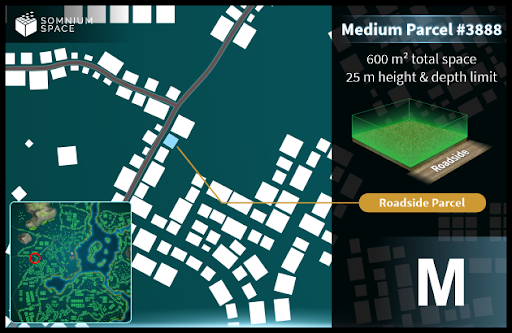 SOMNIUM
SPACE
Medium Parcel #3888
600 m² total space
25 m height & depth limit
Roadside
Roadside Parcel
M